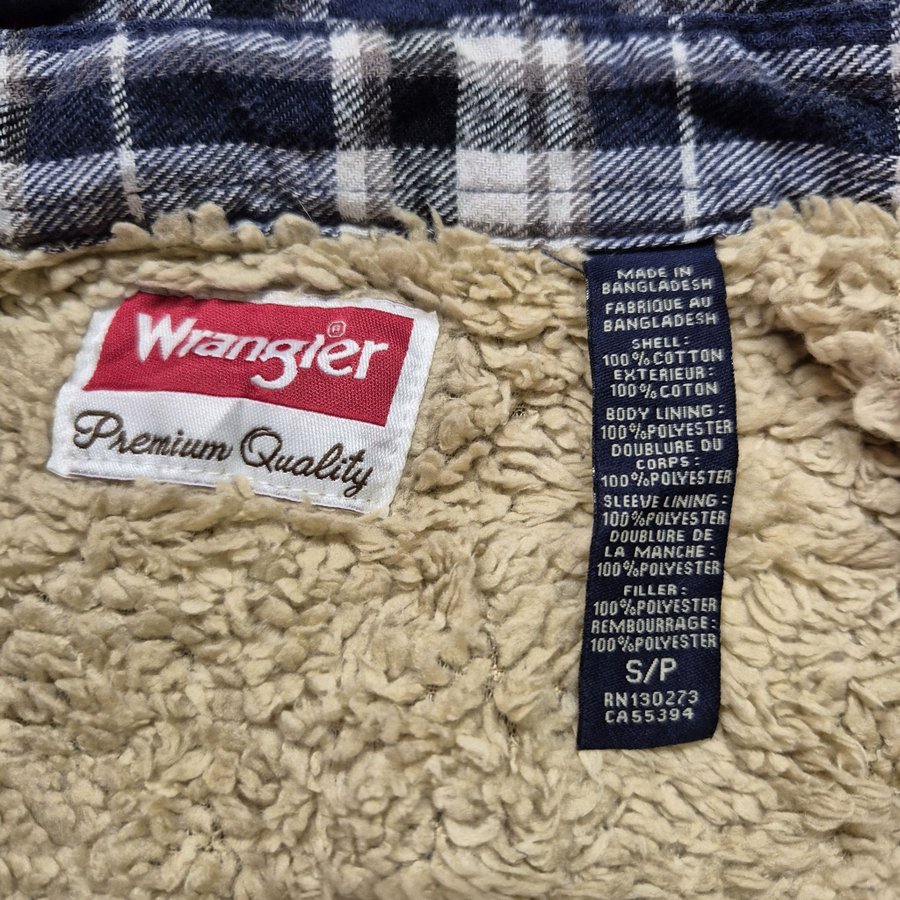 Wrangler®
Premium Quality
MADE IN
BANGLADESH
FABRIQUE AU
BANGLADESH
SHELL:
100%COTTON
EXTERIEUR:
100%COTON
BODY LINING:
100%POLYESTER
DOUBLURE DU
CORPS:
100%POLYESTER
SLEEVE LINING:
100%POLYESTER
DOUBLURE DE
LA MANCHE:
100%POLYESTER
FILLER:
100%POLYESTER
REMBOURRAGE:
100%POLYESTER
S/P
RN130273
CA55394